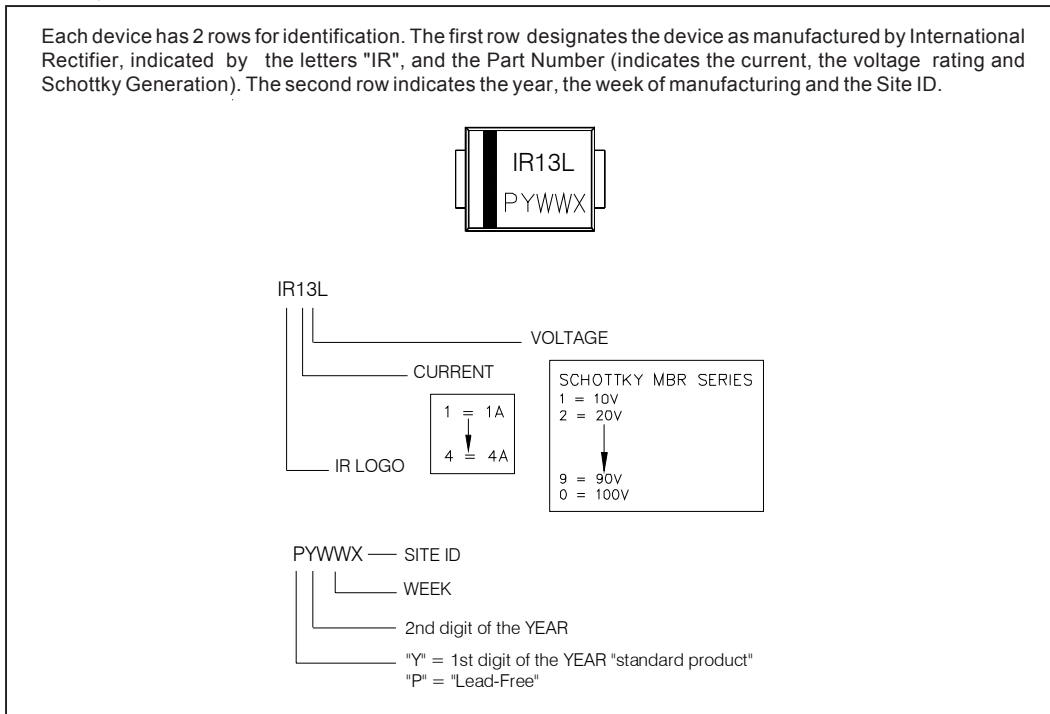 Each device has 2 rows for identification. The first row designates the device as manufactured by International
Rectifier, indicated by the letters "IR", and the Part Number (indicates the current, the voltage rating and
Schottky Generation). The second row indicates the year, the week of manufacturing and the Site ID.
IR13L
PYWWX
IR13L
VOLTAGE
CURRENT
SCHOTTKY MBR SERIES
1 = 10V
2 = 20V
9 = 90V
0 = 100V
1 = 1A
4 = 4A
IR LOGO
PYWWX
SITE ID
WEEK
2nd digit of the YEAR
"Y" = 1st digit of the YEAR "standard product"
"P" = "Lead-Free"